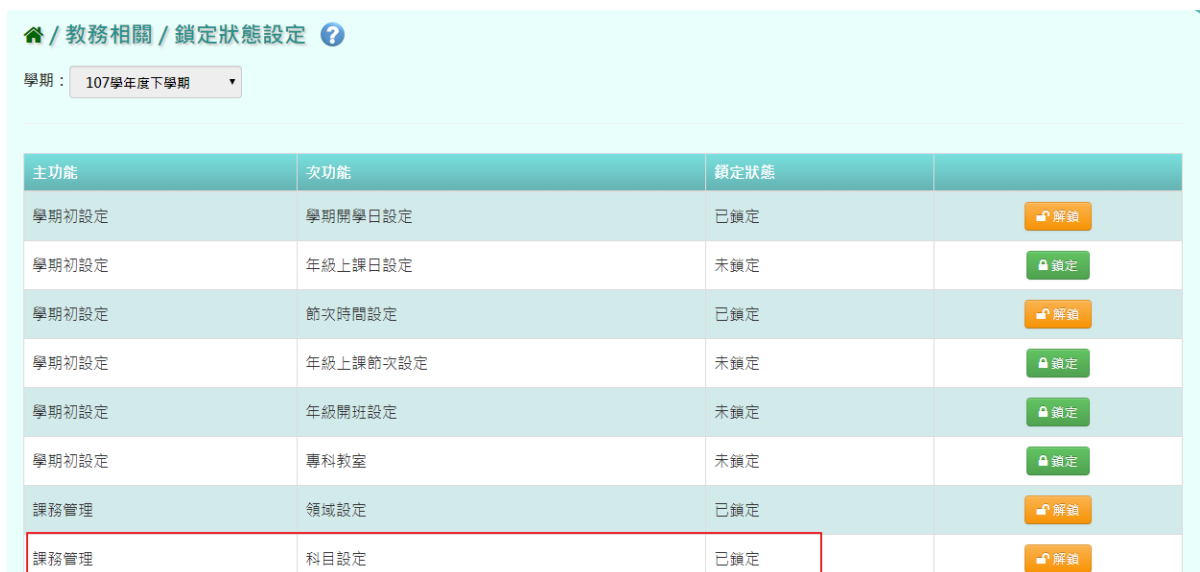 / 教務相關 / 鎖定狀態設定 ?
學期： 107學年度下學期
主功能 次功能 鎖定狀態
學期初設定 學期開學日設定 已鎖定 解鎖
學期初設定 年級上課日設定 未鎖定 鎖定
學期初設定 節次時間設定 已鎖定 解鎖
學期初設定 年級上課節次設定 未鎖定 鎖定
學期初設定 年級開班設定 未鎖定 鎖定
學期初設定 專科教室 未鎖定 鎖定
課務管理 領域設定 已鎖定 解鎖
課務管理 科目設定 已鎖定 解鎖